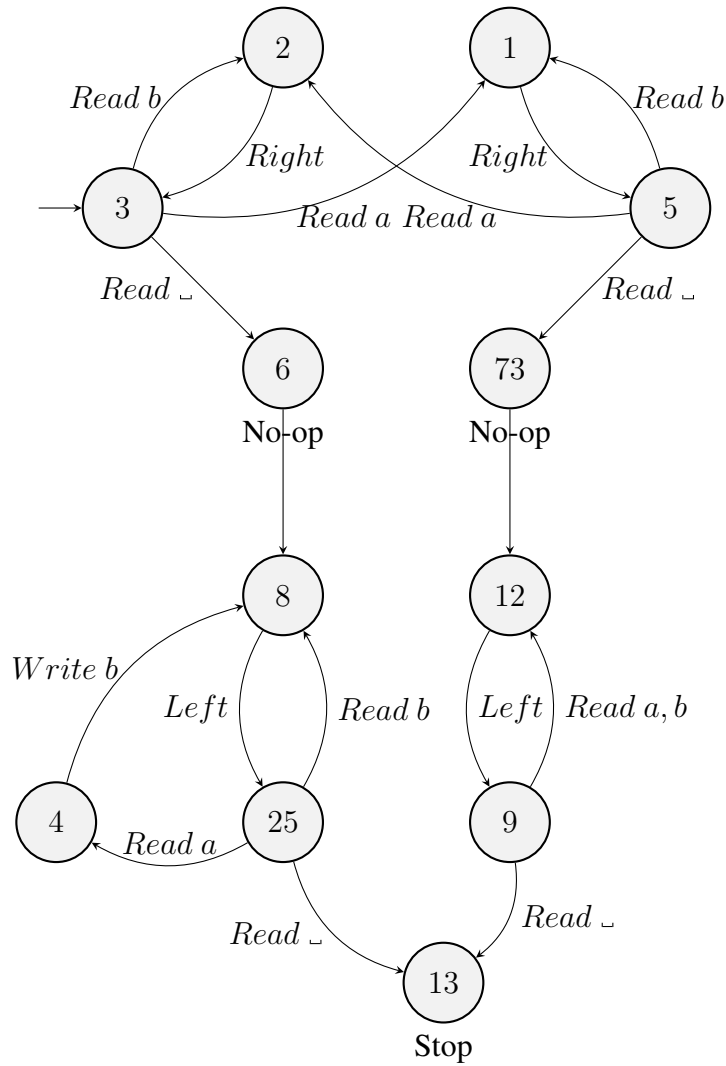 2
1
Read b
Read b
Right
Right
3
Read a Read a
5
Read ␣
Read ␣
6
73
No-op
No-op
8
12
Write b
Left
Read b
Left
Read a, b
4
Read a
25
9
Read ␣
Read ␣
13
Stop